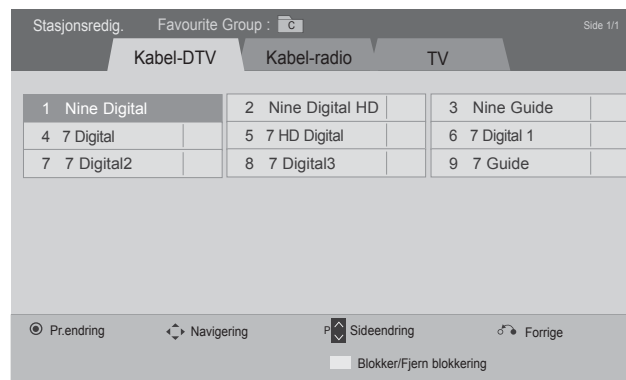 Stasjonsredig. Favourite Group : C Side 1/1
Kabel-DTV Kabel-radio TV
1 Nine Digital 2 Nine Digital HD 3 Nine Guide
4 7 Digital 5 7 HD Digital 6 7 Digital 1
7 7 Digital2 8 7 Digital3 9 7 Guide
Pr.endring Navigering P Sideendring Forrige
Blokker/Fjern blokkering